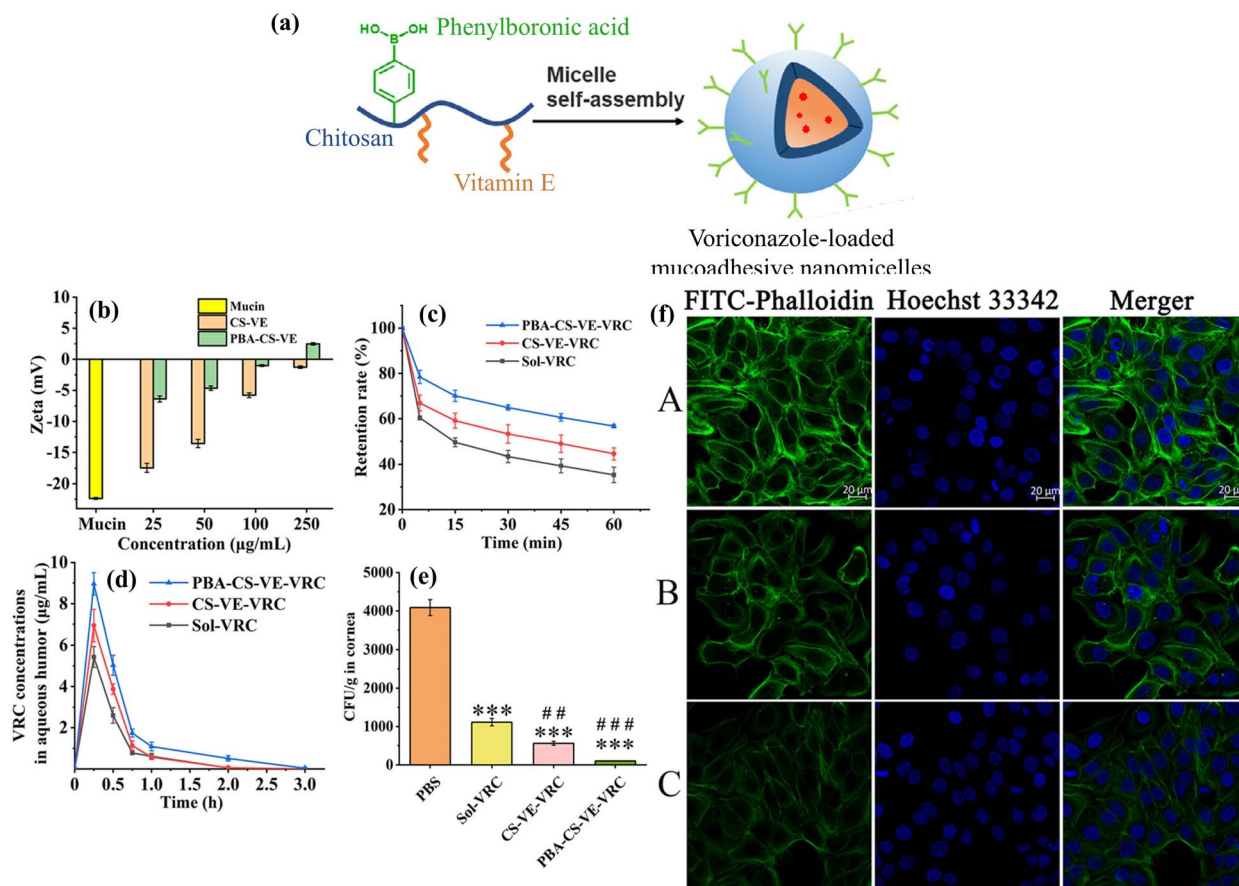 (a)
HO
OH
B
Phenylboronic acid
Chitosan
Vitamin E
Micelle
self-assembly
Voriconazole-loaded
mucoadhesive nanomicelles
(b)
Mucin
CS-VE
PBA-CS-VE
Zeta (mV)
10
5
0
-5
-10
-15
-20
Mucin 25 50 100 250
Concentration (μg/mL)
(c)
PBA-CS-VE-VRC
CS-VE-VRC
Sol-VRC
Retention rate (%)
100
80
60
40
20
0 15 30 45 60
Time (min)
(d)
PBA-CS-VE-VRC
CS-VE-VRC
Sol-VRC
VRC concentrations
in aqueous humor (μg/mL)
10
8
6
4
2
0 0.5 1.0 1.5 2.0 2.5 3.0
Time (h)
(e)
CFU/g in cornea
5000
4000
3000
2000
1000
0
***
##
***
###
***
PBS
Sol-VRC
CS-VE-VRC
PBA-CS-VE-VRC
(f)
FITC-Phalloidin Hoechst 33342 Merger
A
20 μm
20 μm
20 μm
B
C